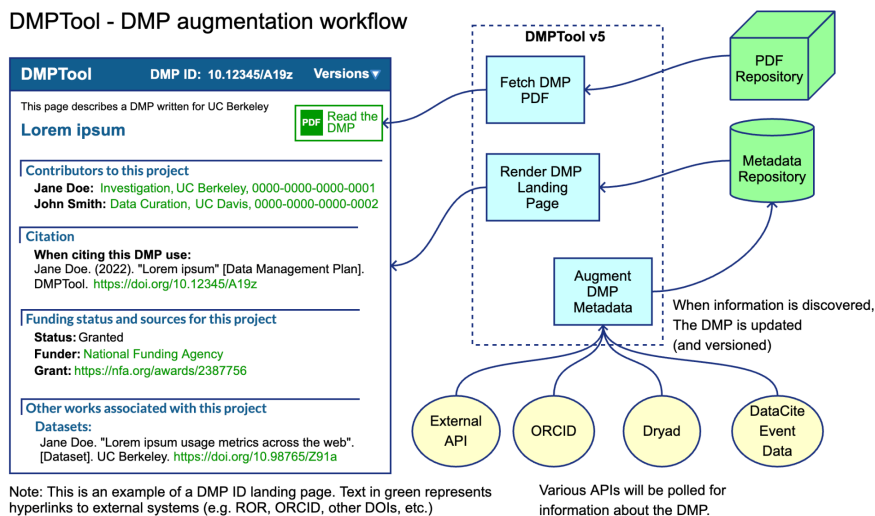 DMPTool - DMP augmentation workflow
DMPTool DMP ID: 10.12345/A19z Versions▼
This page describes a DMP written for UC Berkeley
Lorem ipsum
PDF Read the
DMP
Contributors to this project
Jane Doe: Investigation, UC Berkeley, 0000-0000-0000-0001
John Smith: Data Curation, UC Davis, 0000-0000-0000-0002
Citation
When citing this DMP use:
Jane Doe. (2022). "Lorem ipsum" [Data Management Plan].
DMPTool. https://doi.org/10.12345/A19z
Funding status and sources for this project
Status: Granted
Funder: National Funding Agency
Grant: https://nfa.org/awards/2387756
Other works associated with this project
Datasets:
Jane Doe. "Lorem ipsum usage metrics across the web".
[Dataset]. UC Berkeley. https://doi.org/10.98765/Z91a
Note: This is an example of a DMP ID landing page. Text in green represents
hyperlinks to external systems (e.g. ROR, ORCID, other DOIs, etc.)
DMPTool v5
Fetch DMP
PDF
Render DMP
Landing
Page
Augment
DMP
Metadata
PDF
Repository
Metadata
Repository
When information is discovered,
The DMP is updated
(and versioned)
External
API
ORCID
Dryad
DataCite
Event
Data
Various APIs will be polled for
information about the DMP.